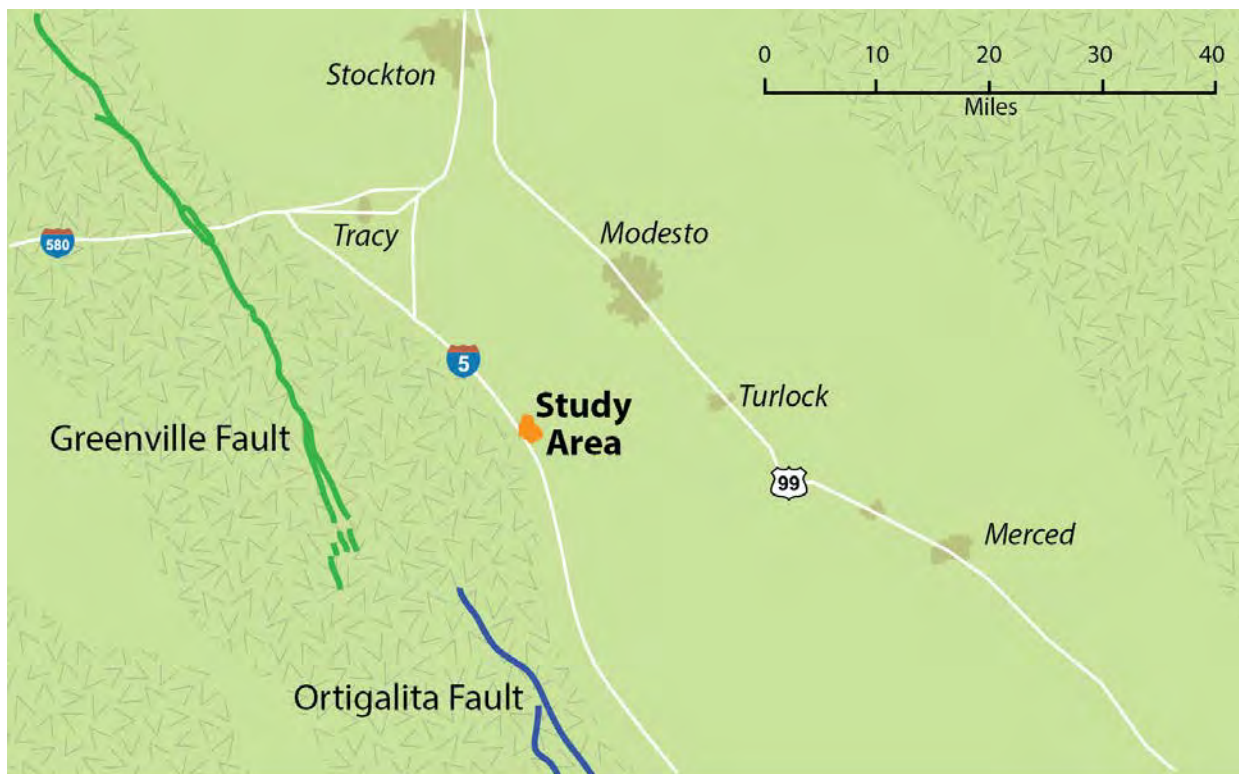 0 10 20 30 40
Miles
Stockton
Tracy
Modesto
580
5
Study
Area
Turlock
Greenville Fault
99
Merced
Ortigalita Fault